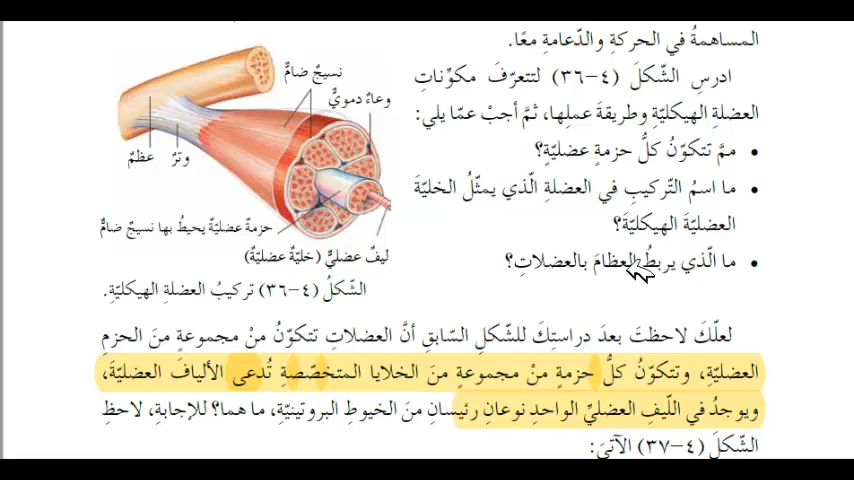 المساهمةُ في الحركةِ والدّعامةِ معًا.
ادرسِ الشّكلَ (٤-٣٦) لتتعرّفَ مكوّناتِ
العضلةِ الهيكليّةِ وطريقةَ عملِها، ثمَّ أجبْ عمّا يلي:
• ممَّ تتكوّنُ كلُّ حزمةٍ عضليّةٍ؟
• ما اسمُ التّركيبِ في العضلةِ الّذي يمثّلُ الخليّةَ
العضليّةَ الهيكليّةَ؟
• ما الّذي يربطُ العظامَ بالعضلاتِ؟
نسيجٌ ضامٌّ
وعاءٌ دمويٌّ
عظمٌ
وترٌ
حزمةٌ عضليّةٌ يحيطُ بها نسيجٌ ضامٌّ
ليفٌ عضليٌّ (خليّةٌ عضليّةٌ)
الشّكلُ (٤-٣٦) تركيبُ العضلةِ الهيكليّةِ.
لعلّكَ لاحظتَ بعدَ دراستِكَ للشّكلِ السّابقِ أنَّ العضلاتِ تتكوّنُ منْ مجموعةٍ منَ الحزمِ
العضليّةِ، وتتكوّنُ كلُّ حزمةٍ منْ مجموعةٍ منَ الخلايا المتخصّصةِ تُدعى الأليافَ العضليّةَ،
ويوجدُ في اللّيفِ العضليِّ الواحدِ نوعانِ رئيسانِ منَ الخيوطِ البروتينيّةِ، ما هما؟ للإجابةِ، لاحظِ
الشّكلَ (٤-٣٧) الآتيَ: